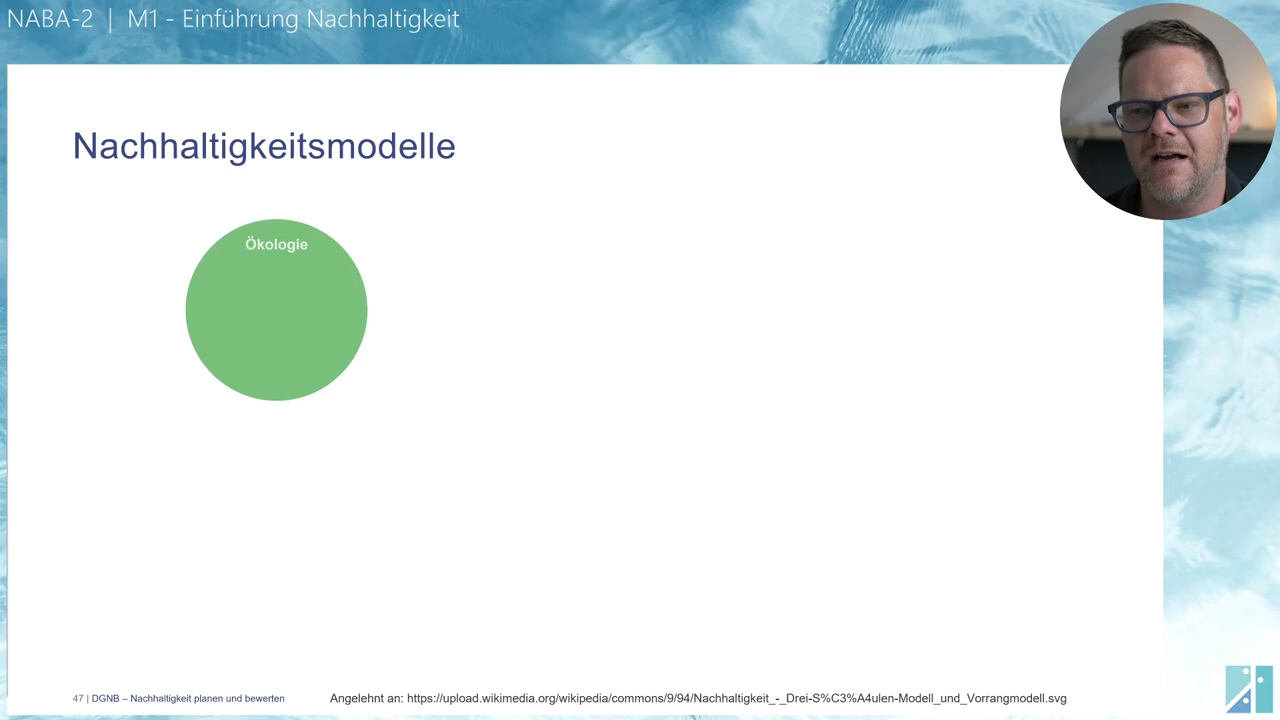 NABA-2 | M1 - Einführung Nachhaltigkeit
Nachhaltigkeitsmodelle
Ökologie
47 | DGNB – Nachhaltigkeit planen und bewerten
Angelehnt an: https://upload.wikimedia.org/wikipedia/commons/9/94/Nachhaltigkeit_-_Drei-S%C3%A4ulen-Modell_und_Vorrangmodell.svg